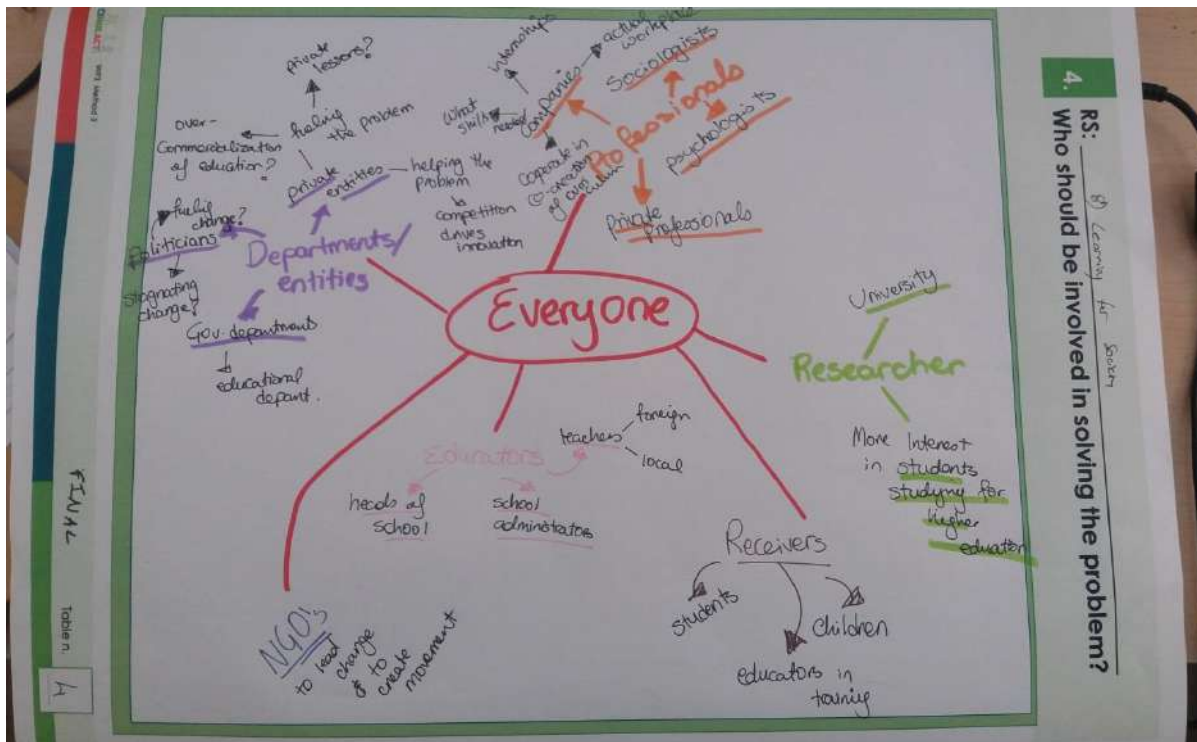 4.
RS:
Learning for society
Who should be involved in solving the problem?
Everyone
Professionals
Sociologists
psychologists
Private
Professionals
Companies
internships
actual
workplace
What
skills
needed
cooperate in
co-creation
of
Departments/
entities
private
entities
fueling
the problem
private
lessons?
over-
Commercialization
of education?
helping the
problem
↳
competition
drives
innovation
Politicians
fueling
change?
stagnating
change?
Gov. departments
educational
depart.
Researcher
University
More Interest
in students
studying for
higher
education
Educators
teachers
foreign
local
heads of
school
school
administrators
Receivers
students
children
educators in
training
NGO's
to lead
change
& to
create
movement
FINAL
Table n.
4